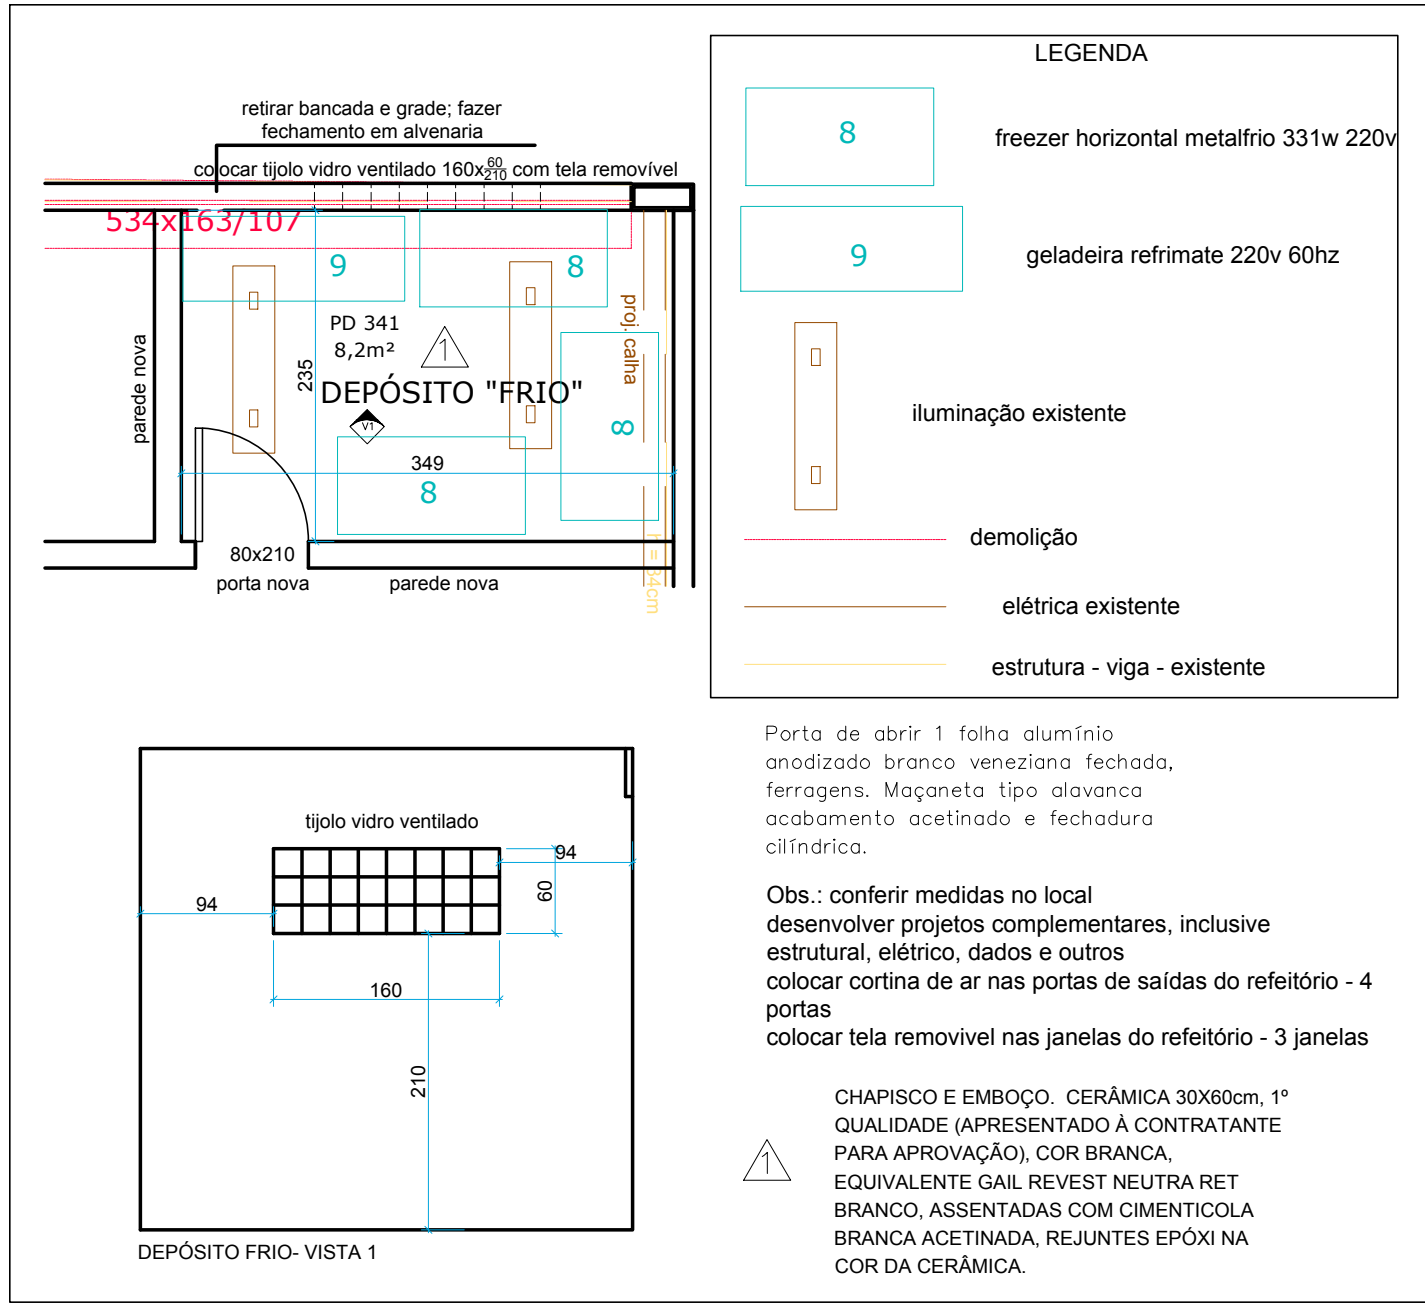 retirar bancada e grade; fazer
fechamento em alvenaria
colocar tijolo vidro ventilado 160x60/210 com tela removível
534x163/107
9
8
PD 341
8,2m²
1
DEPÓSITO "FRIO"
V1
235
349
8
8
proj. calha
parede nova
80x210
porta nova
parede nova
34cm
LEGENDA
8
freezer horizontal metalfrio 331w 220v
9
geladeira refrimate 220v 60hz
iluminação existente
demolição
elétrica existente
estrutura - viga - existente
tijolo vidro ventilado
94
94
60
160
210
DEPÓSITO FRIO- VISTA 1
Porta de abrir 1 folha alumínio
anodizado branco veneziana fechada,
ferragens. Maçaneta tipo alavanca
acabamento acetinado e fechadura
cilíndrica.
Obs.: conferir medidas no local
desenvolver projetos complementares, inclusive
estrutural, elétrico, dados e outros
colocar cortina de ar nas portas de saídas do refeitório - 4
portas
colocar tela removivel nas janelas do refeitório - 3 janelas
1
CHAPISCO E EMBOÇO. CERÂMICA 30X60cm, 1º
QUALIDADE (APRESENTADO À CONTRATANTE
PARA APROVAÇÃO), COR BRANCA,
EQUIVALENTE GAIL REVEST NEUTRA RET
BRANCO, ASSENTADAS COM CIMENTICOLA
BRANCA ACETINADA, REJUNTES EPÓXI NA
COR DA CERÂMICA.